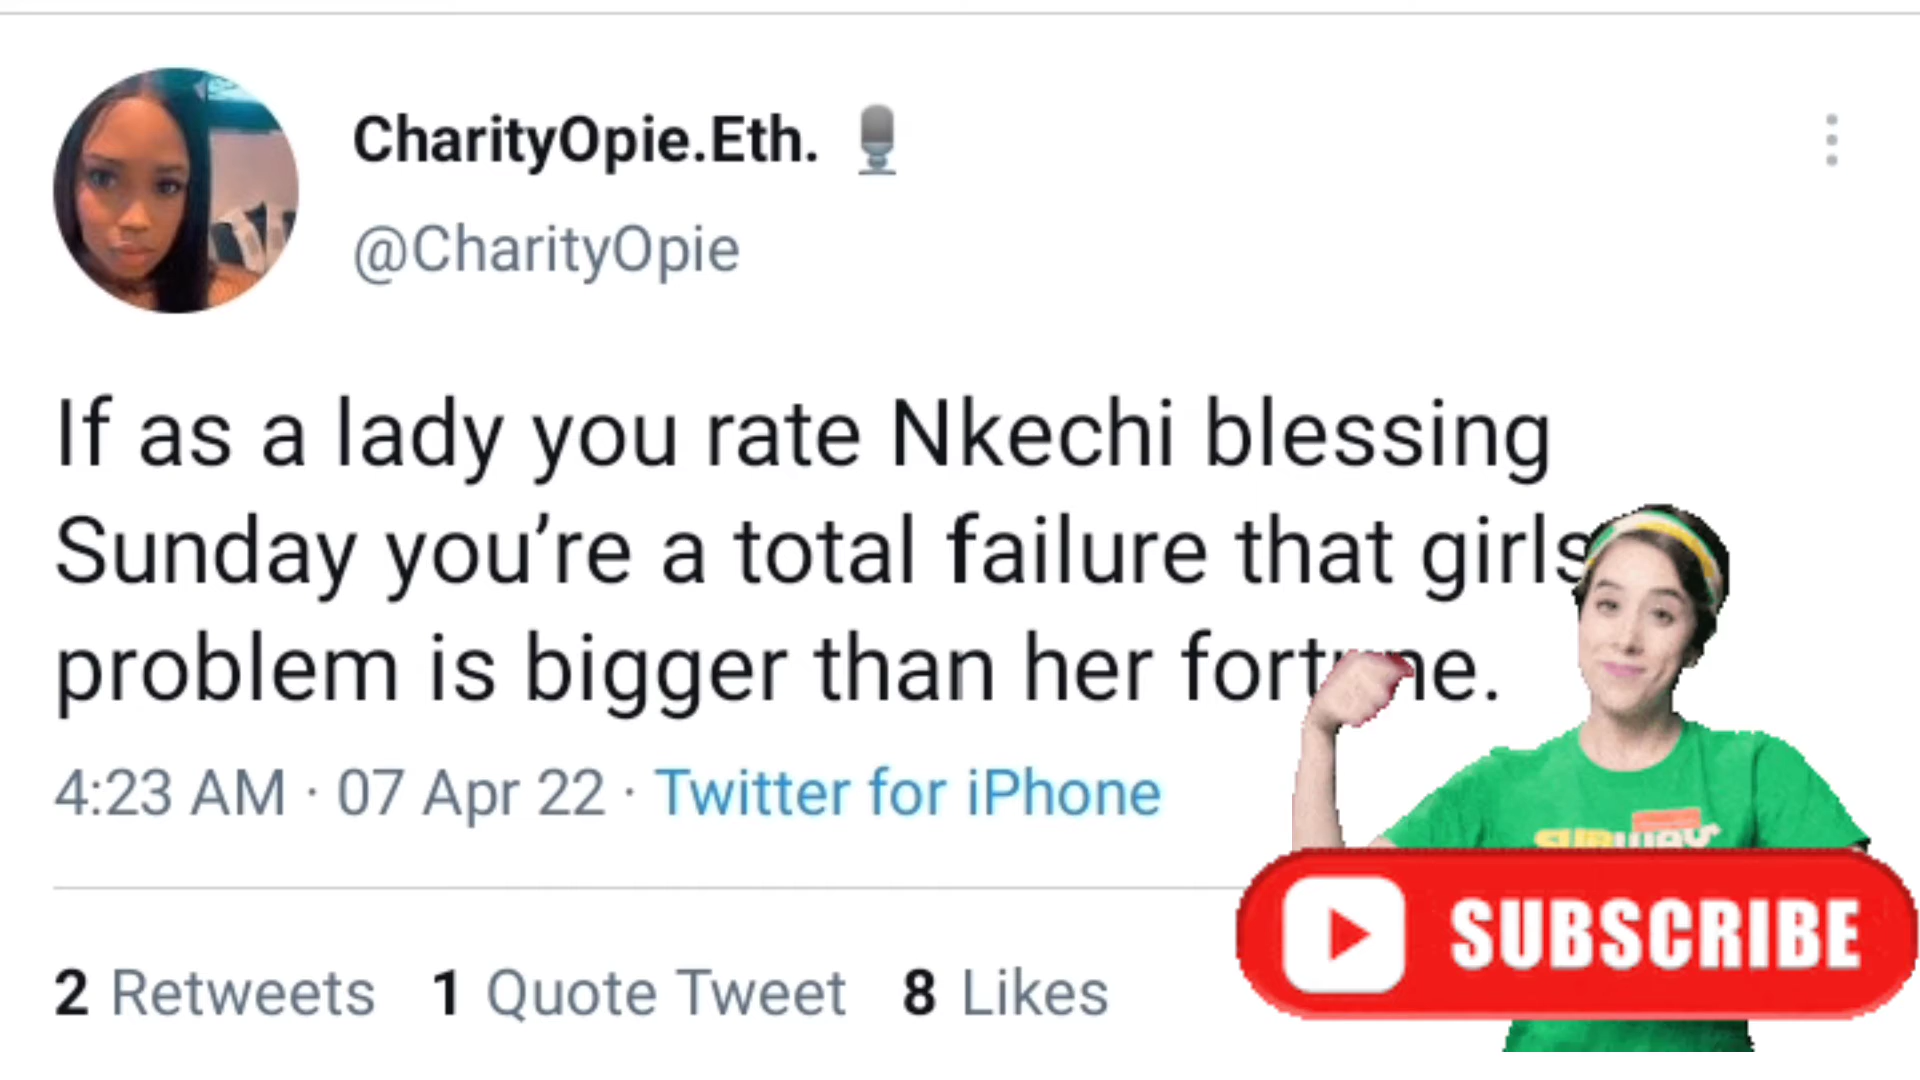 CharityOpie.Eth.
@CharityOpie
If as a lady you rate Nkechi blessing
Sunday you’re a total failure that girls
problem is bigger than her fortune.
4:23 AM · 07 Apr 22 · Twitter for iPhone
2 Retweets 1 Quote Tweet 8 Likes
SUBWAY
SUBSCRIBE